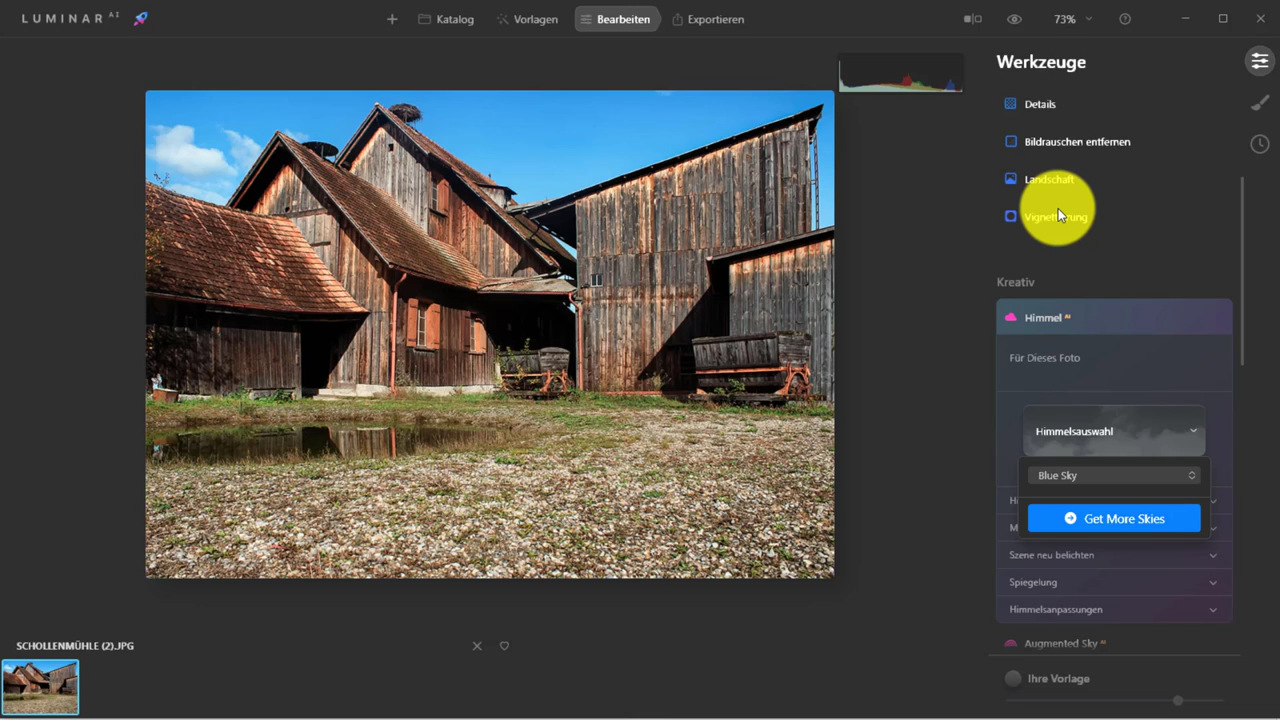 LUMINAR AI
Katalog
Vorlagen
Bearbeiten
Exportieren
73%
Werkzeuge
Details
Bildrauschen entfernen
Landschaft
Vignettierung
Kreativ
Himmel AI
Für Dieses Foto
Himmelsauswahl
Blue Sky
Get More Skies
Szene neu belichten
Spiegelung
Himmelsanpassungen
Augmented Sky AI
SCHOLLENMÜHLE (2).JPG
Ihre Vorlage